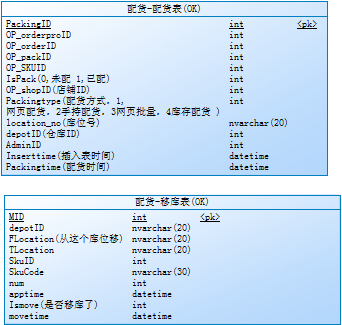 配货-配货表(OK)
PackingID int <pk>
OP_orderproID int
OP_orderID int
OP_packID int
OP_SKUID int
IsPack(0,未配 1,已配) int
OP_shopID(店铺ID) int
Packingtype(配货方式。1, int
网页配货。2手持配货。3网页批量。4库存配货 )
location_no(库位号) nvarchar(20)
depotID(仓库ID) int
AdminID int
Inserttime(插入表时间) datetime
Packingtime(配货时间) datetime
配货-移库表(OK)
MID int <pk>
depotID nvarchar(20)
FLocation(从这个库位移) nvarchar(20)
TLocation nvarchar(20)
SkuID int
SkuCode nvarchar(30)
num int
apptime datetime
Ismove(是否移库了) int
movetime datetime